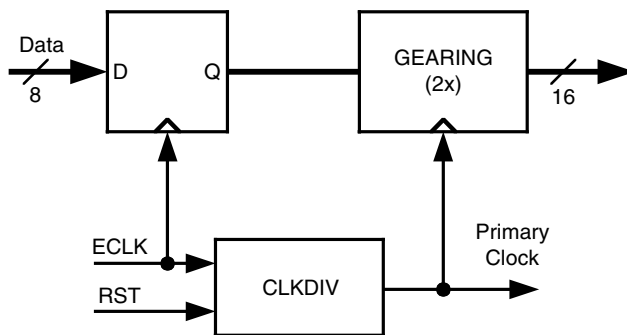 Data
8
D
Q
GEARING
(2x)
16
ECLK
RST
CLKDIV
Primary
Clock